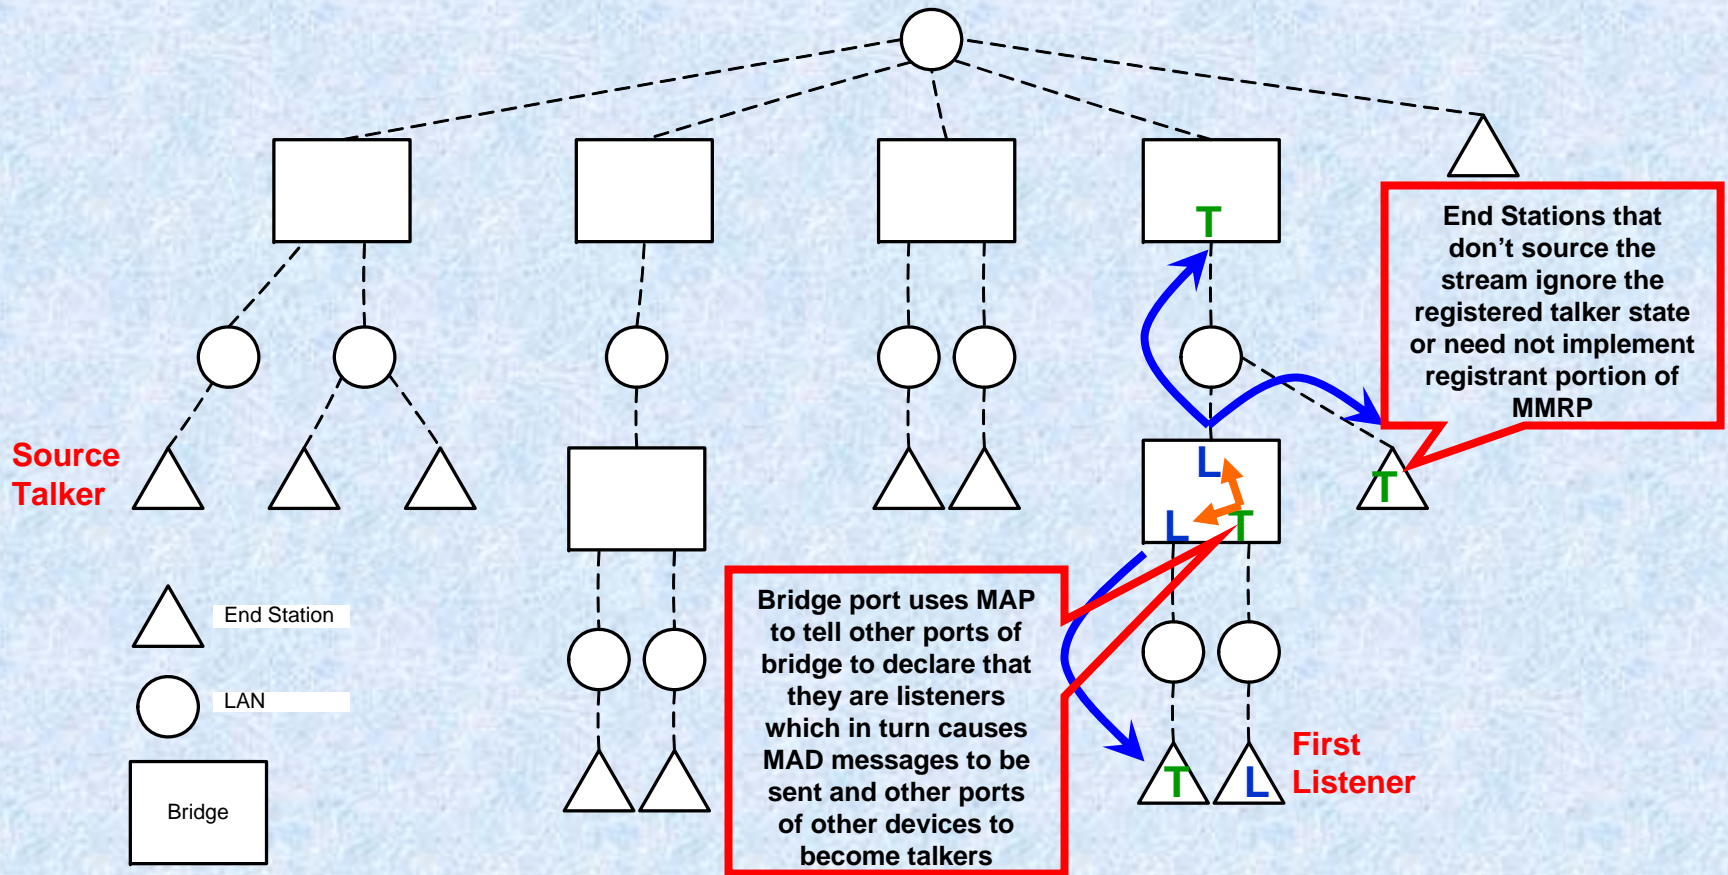 T
End Stations that
don't source the
stream ignore the
registered talker state
or need not implement
registrant portion of
MMRP
Source
Talker
L
T
L
T
End Station
LAN
Bridge
Bridge port uses MAP
to tell other ports of
bridge to declare that
they are listeners
which in turn causes
MAD messages to be
sent and other ports
of other devices to
become talkers
T
L
First
Listener